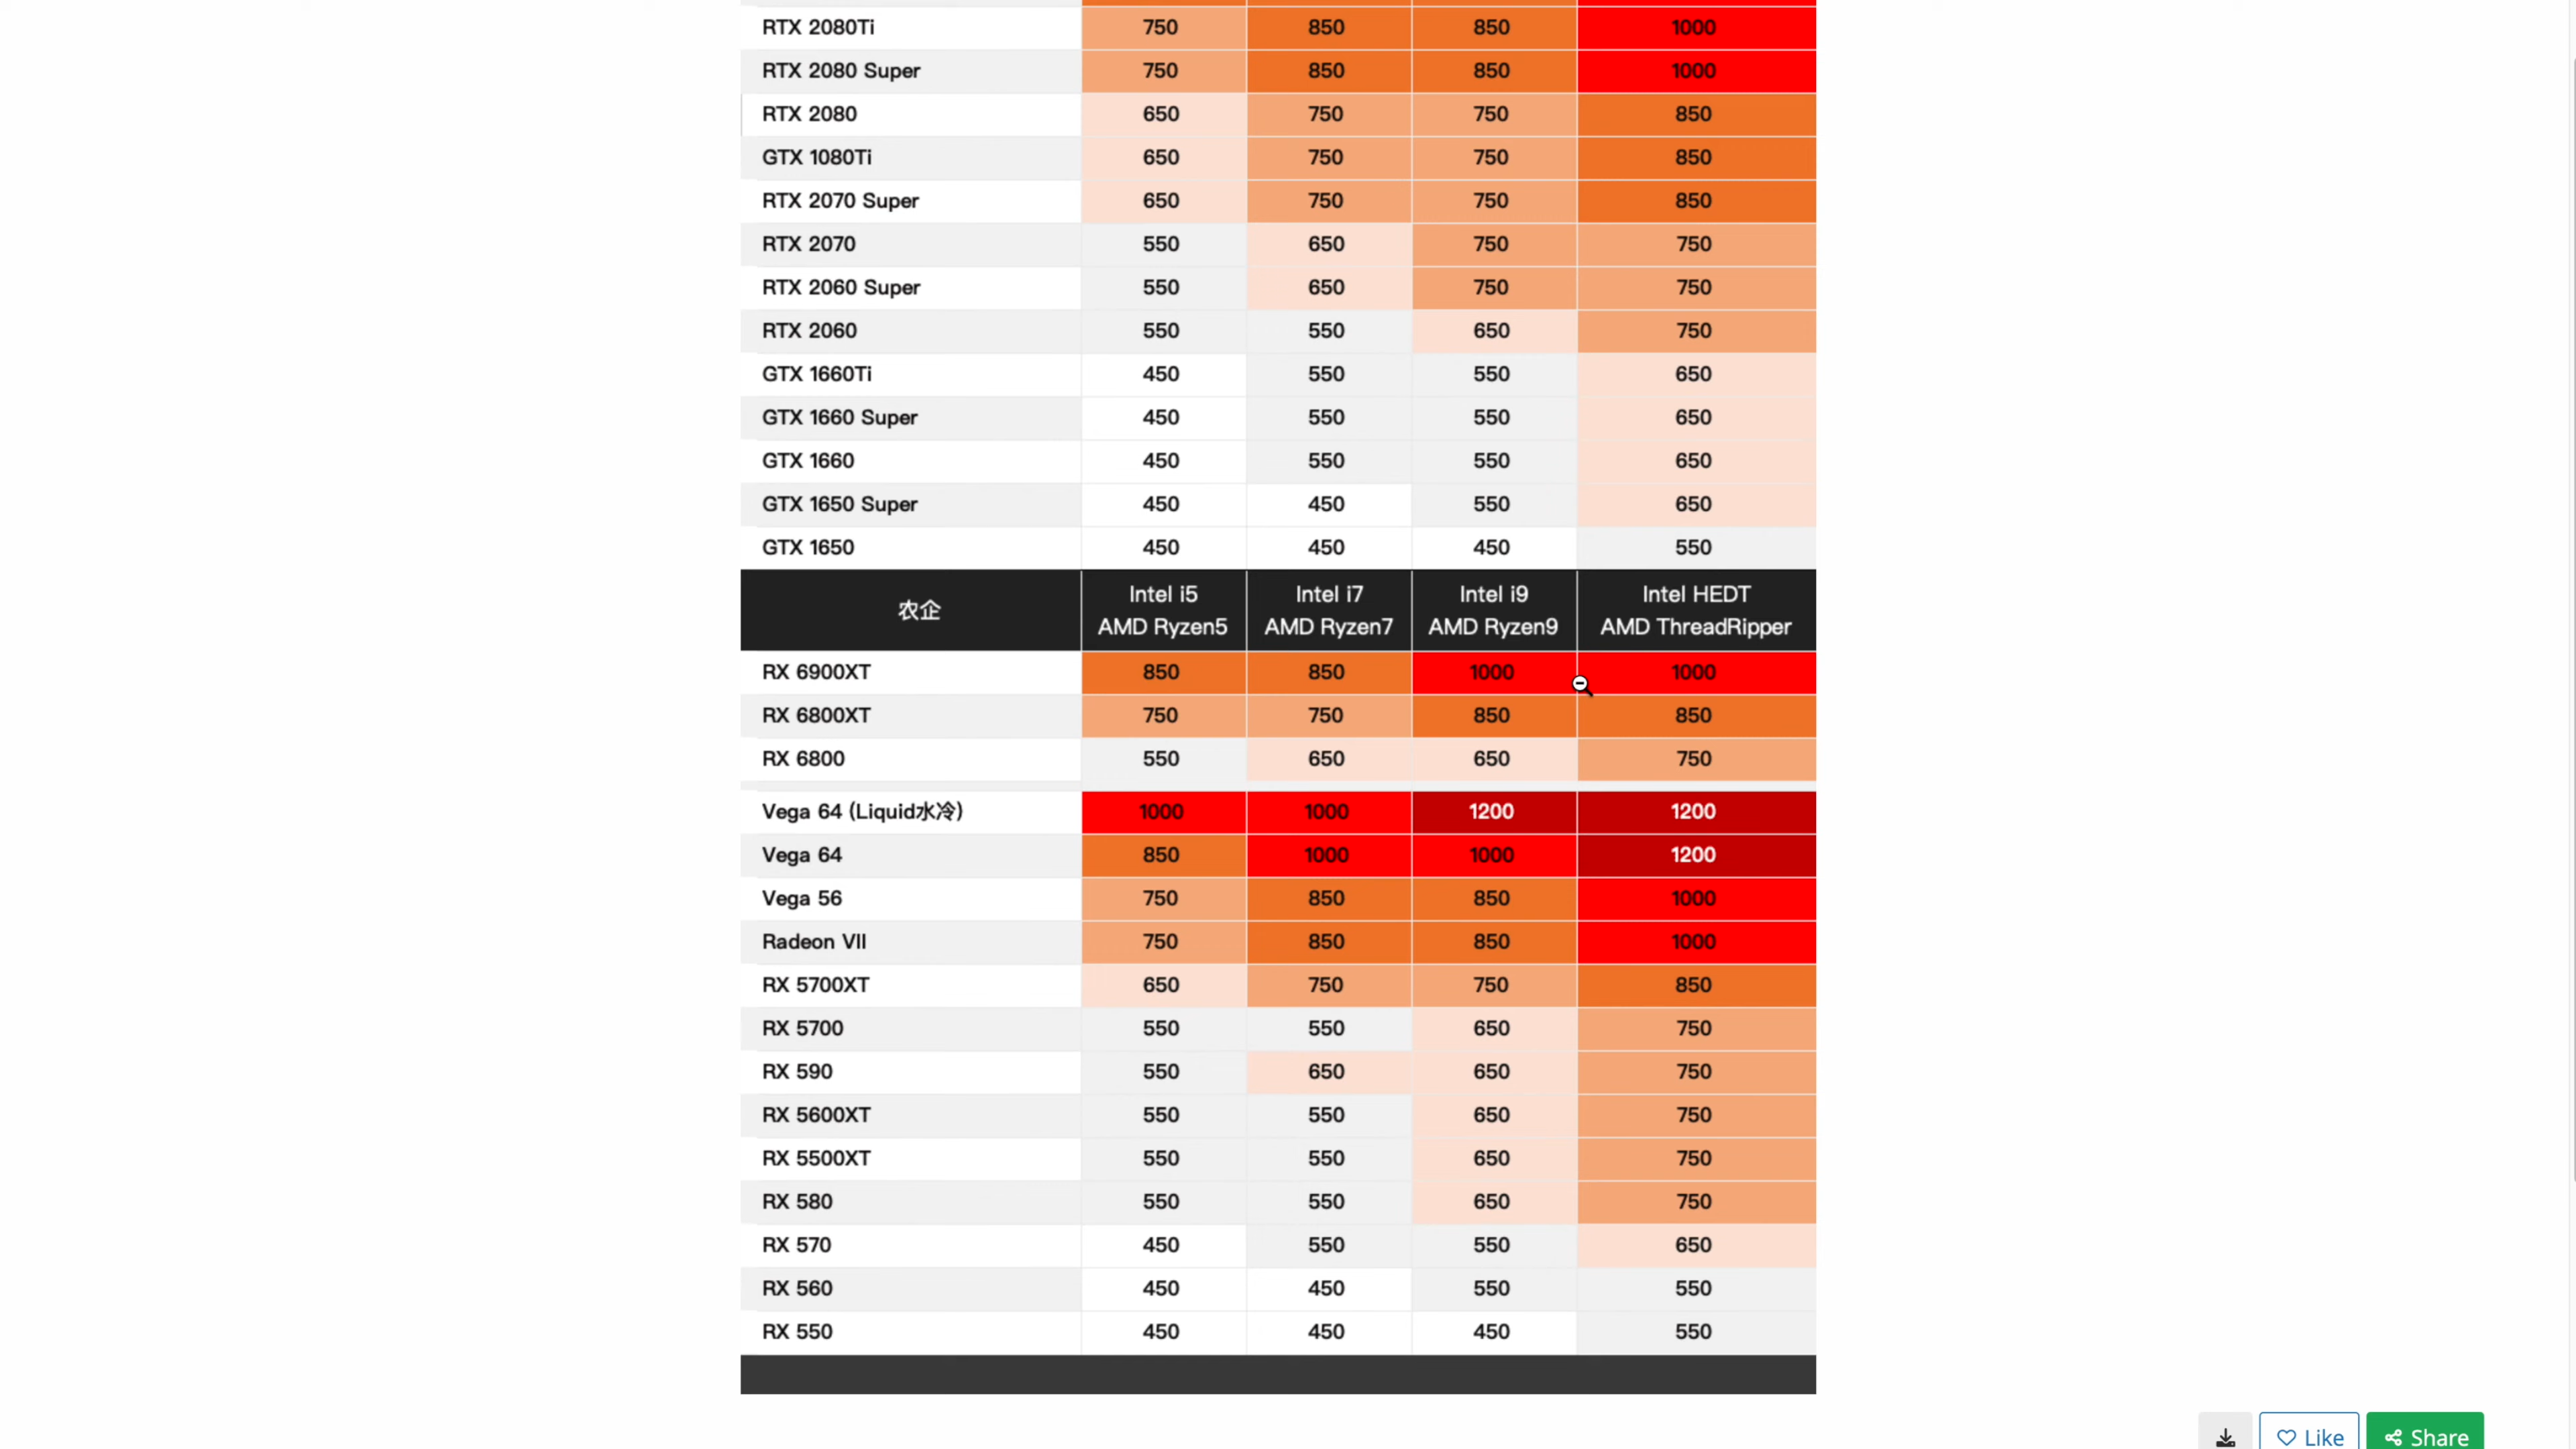 RTX 2080Ti 750 850 850 1000
RTX 2080 Super 750 850 850 1000
RTX 2080 650 750 750 850
GTX 1080Ti 650 750 750 850
RTX 2070 Super 650 750 750 850
RTX 2070 550 650 750 750
RTX 2060 Super 550 650 750 750
RTX 2060 550 550 650 750
GTX 1660Ti 450 550 550 650
GTX 1660 Super 450 550 550 650
GTX 1660 450 550 550 650
GTX 1650 Super 450 450 550 650
GTX 1650 450 450 450 550
农企 Intel i5 Intel i7 Intel i9 Intel HEDT
AMD Ryzen5 AMD Ryzen7 AMD Ryzen9 AMD ThreadRipper
RX 6900XT 850 850 1000 1000
RX 6800XT 750 750 850 850
RX 6800 550 650 650 750
Vega 64 (Liquid水冷) 1000 1000 1200 1200
Vega 64 850 1000 1000 1200
Vega 56 750 850 850 1000
Radeon VII 750 850 850 1000
RX 5700XT 650 750 750 850
RX 5700 550 550 650 750
RX 590 550 650 650 750
RX 5600XT 550 550 650 750
RX 5500XT 550 550 650 750
RX 580 550 550 650 750
RX 570 450 550 550 650
RX 560 450 450 550 550
RX 550 450 450 450 550
Like Share